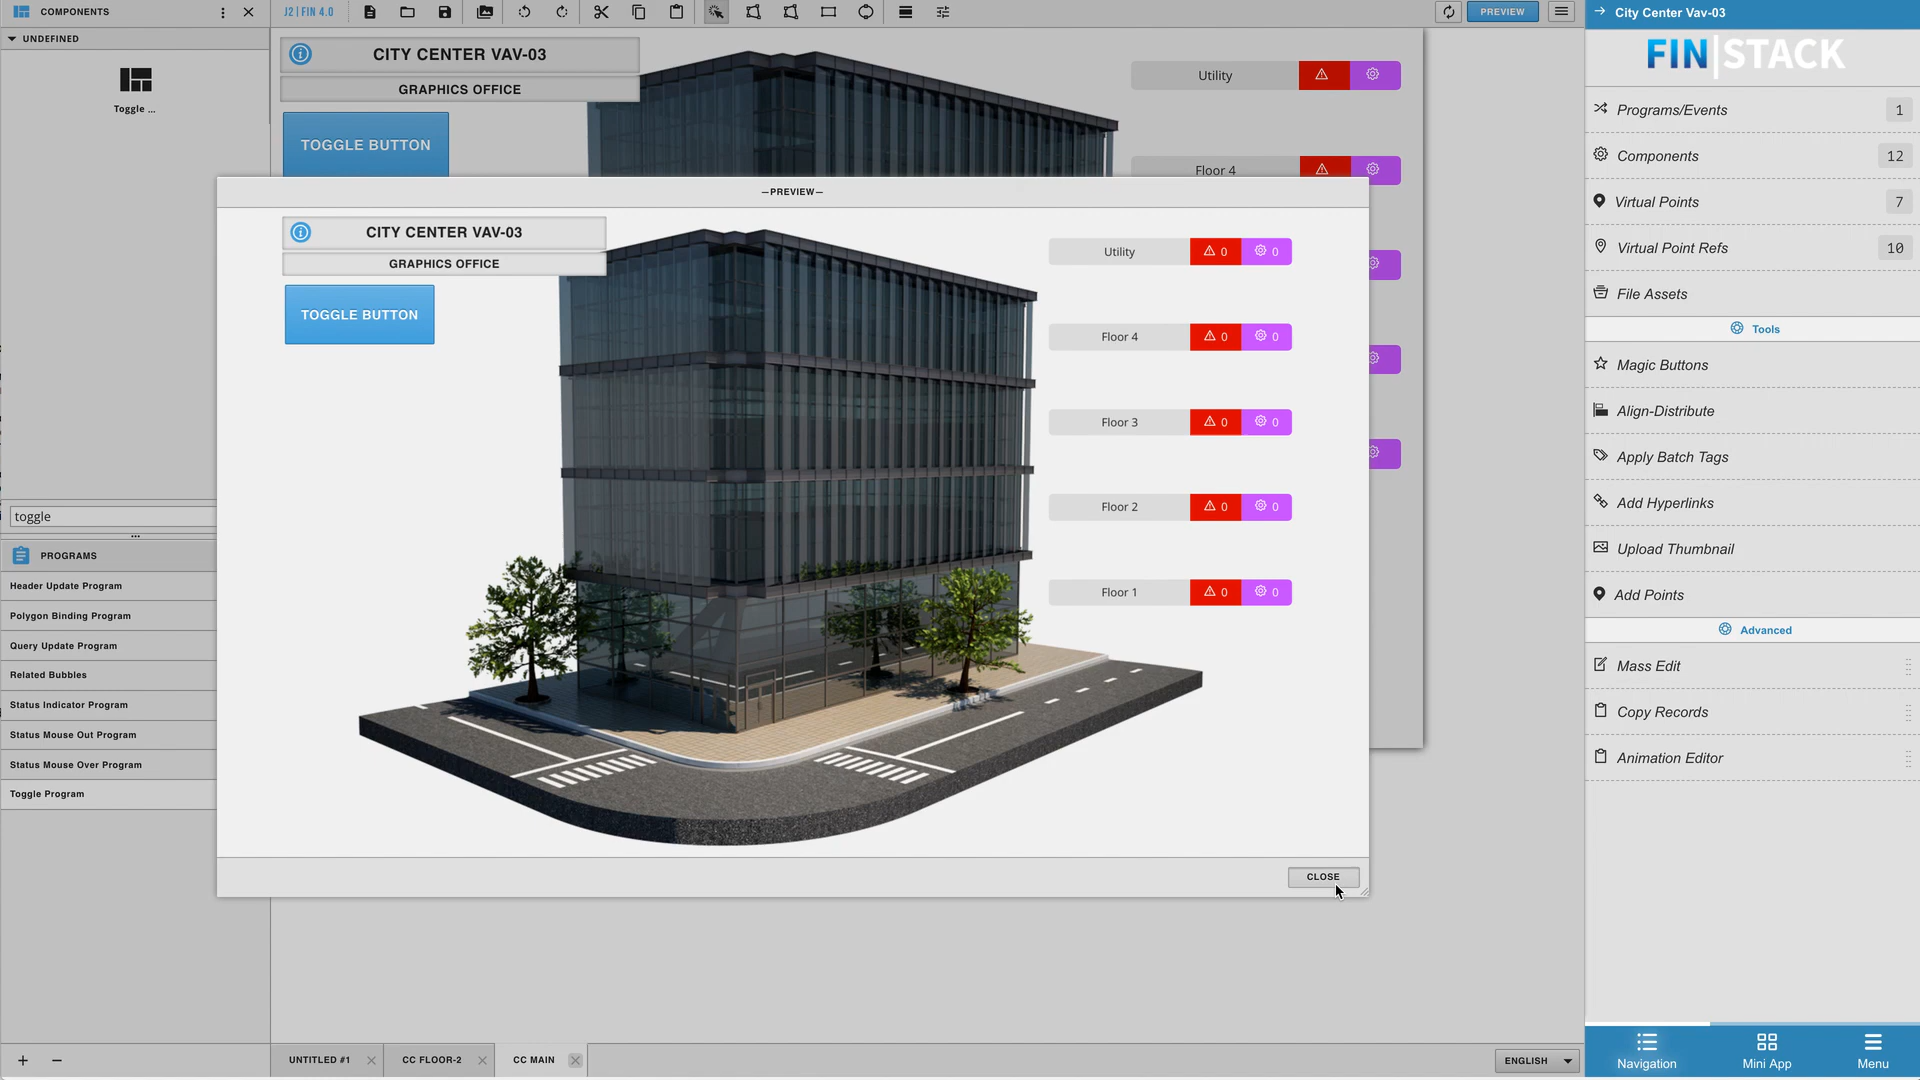 COMPONENTS
J2 | FIN 4.0
PREVIEW
City Center Vav-03
UNDEFINED
Toggle ...
CITY CENTER VAV-03
GRAPHICS OFFICE
TOGGLE BUTTON
Utility
Floor 4
—PREVIEW—
CITY CENTER VAV-03
GRAPHICS OFFICE
TOGGLE BUTTON
Utility
0
0
Floor 4
0
0
Floor 3
0
0
Floor 2
0
0
Floor 1
0
0
CLOSE
toggle
PROGRAMS
Header Update Program
Polygon Binding Program
Query Update Program
Related Bubbles
Status Indicator Program
Status Mouse Out Program
Status Mouse Over Program
Toggle Program
UNTITLED #1
CC FLOOR-2
CC MAIN
ENGLISH
FIN|STACK
Programs/Events 1
Components 12
Virtual Points 7
Virtual Point Refs 10
File Assets
Tools
Magic Buttons
Align-Distribute
Apply Batch Tags
Add Hyperlinks
Upload Thumbnail
Add Points
Advanced
Mass Edit
Copy Records
Animation Editor
Navigation
Mini App
Menu